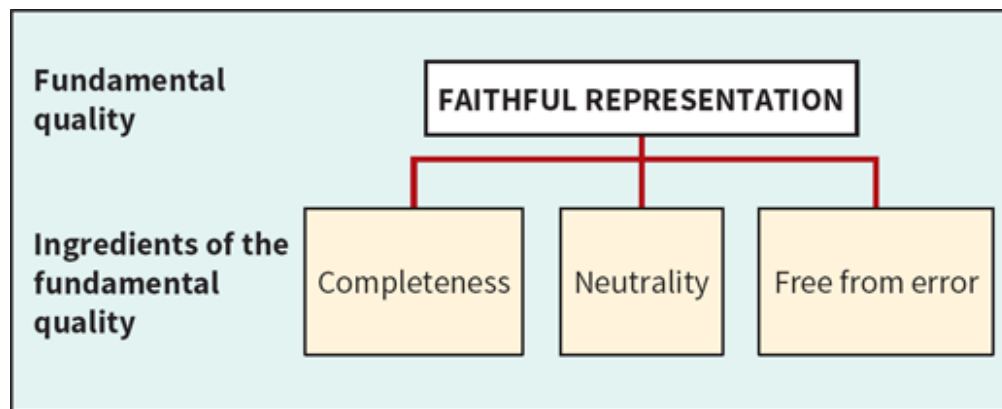 Fundamental
quality
FAITHFUL REPRESENTATION
Ingredients of the
fundamental
quality
Completeness
Neutrality
Free from error